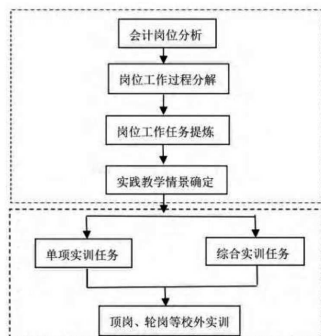 会计岗位分析
岗位工作过程分解
岗位工作任务提炼
实践教学情景确定
单项实训任务
综合实训任务
顶岗、轮岗等校外实训